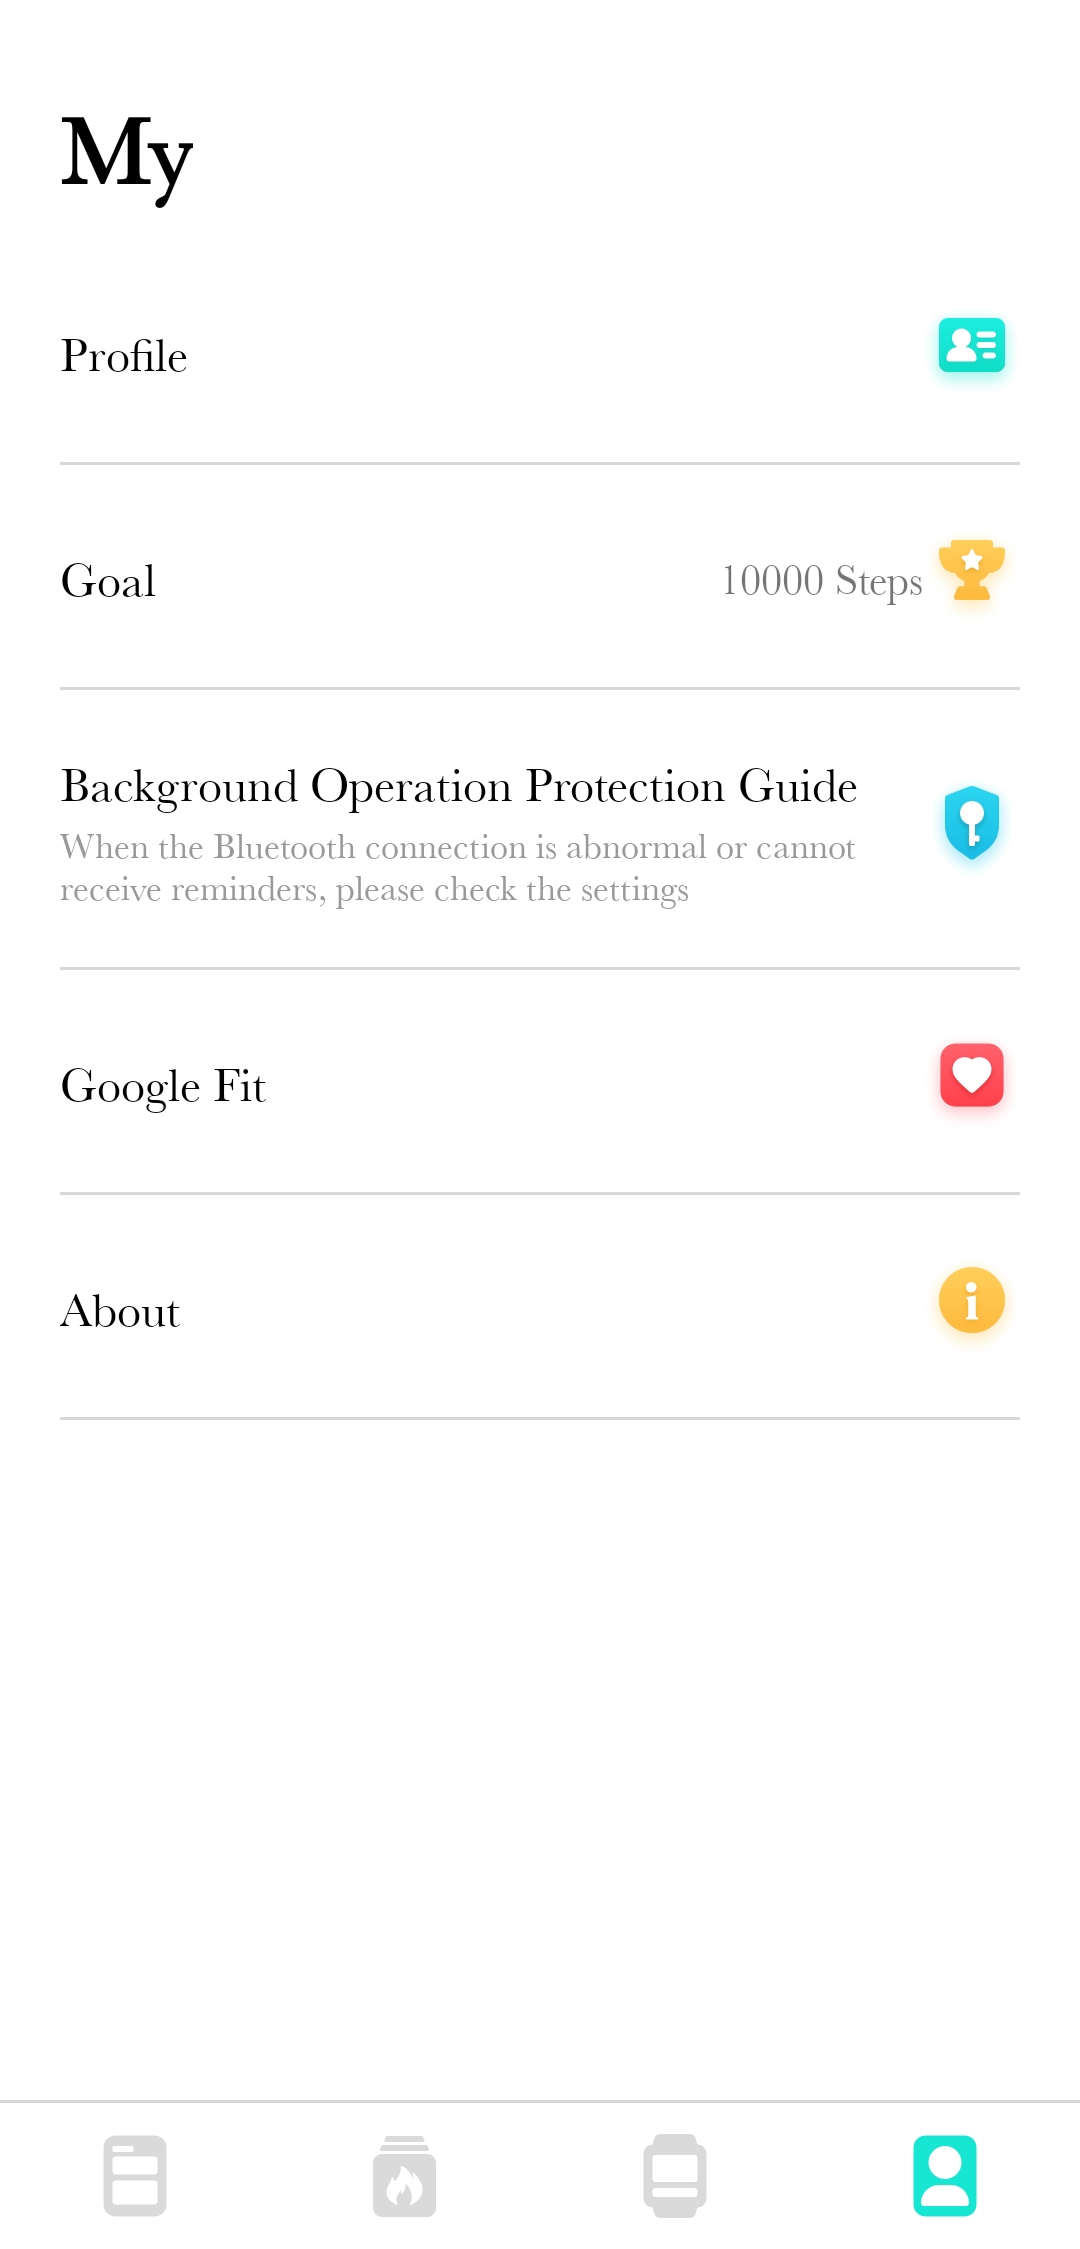 My
Profile
Goal
10000 Steps
Background Operation Protection Guide
When the Bluetooth connection is abnormal or cannot
receive reminders, please check the settings
Google Fit
About